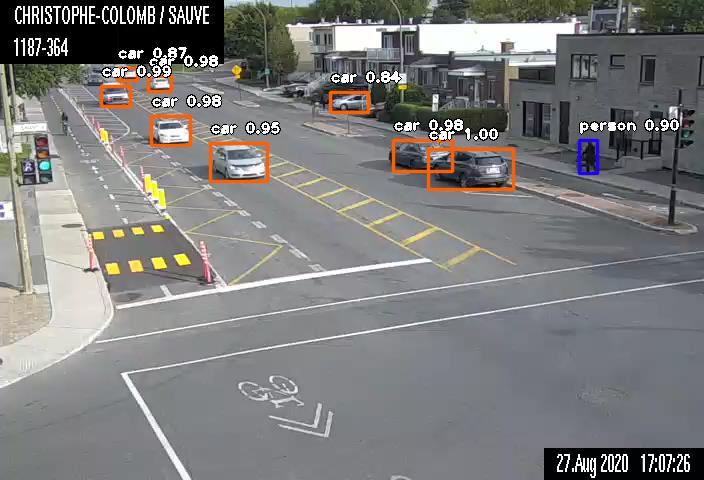 CHRISTOPHE-COLOMB / SAUVE
1187-364
car 0.87
car 0.98
car 0.99
car 0.84
car 0.98
car 0.95
car 0.98
car 1.00
person 0.90
27.Aug 2020 17:07:26